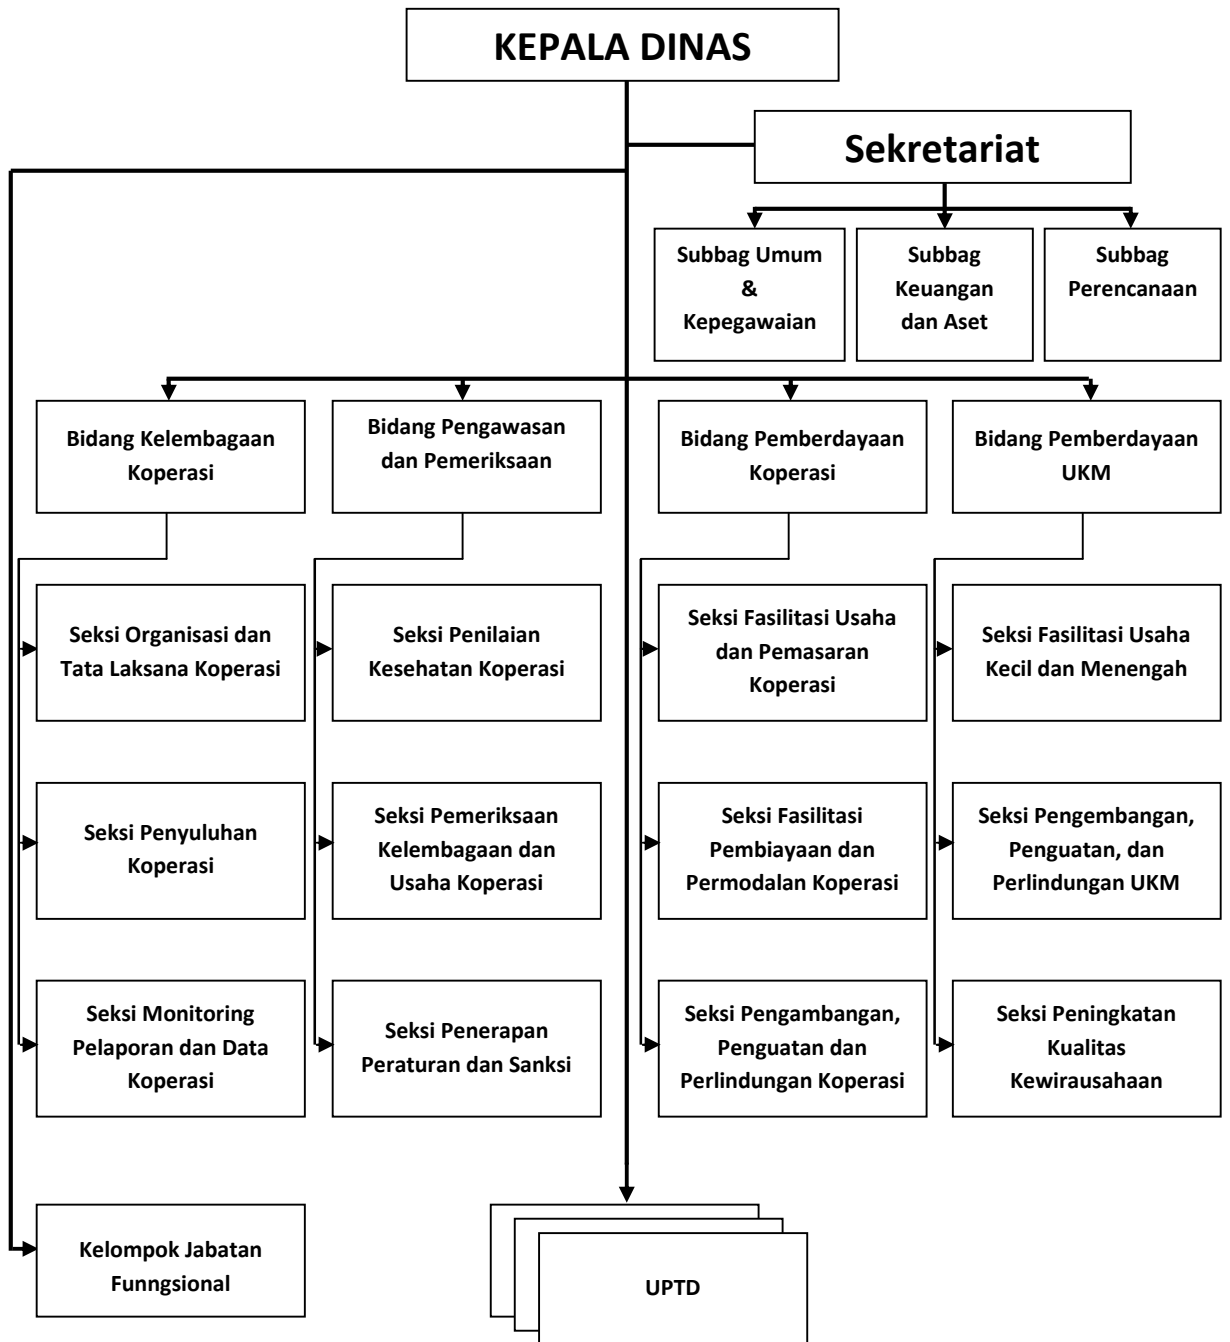 KEPALA DINAS
Sekretariat
Subbag Umum
&
Kepegawaian
Subbag
Keuangan
dan Aset
Subbag
Perencanaan
Bidang Kelembagaan
Koperasi
Bidang Pengawasan
dan Pemeriksaan
Bidang Pemberdayaan
Koperasi
Bidang Pemberdayaan
UKM
Seksi Organisasi dan
Tata Laksana Koperasi
Seksi Penilaian
Kesehatan Koperasi
Seksi Fasilitasi Usaha
dan Pemasaran
Koperasi
Seksi Fasilitasi Usaha
Kecil dan Menengah
Seksi Penyuluhan
Koperasi
Seksi Pemeriksaan
Kelembagaan dan
Usaha Koperasi
Seksi Fasilitasi
Pembiayaan dan
Permodalan Koperasi
Seksi Pengembangan,
Penguatan, dan
Perlindungan UKM
Seksi Monitoring
Pelaporan dan Data
Koperasi
Seksi Penerapan
Peraturan dan Sanksi
Seksi Pengambangan,
Penguatan dan
Perlindungan Koperasi
Seksi Peningkatan
Kualitas
Kewirausahaan
Kelompok Jabatan
Funngsional
UPTD